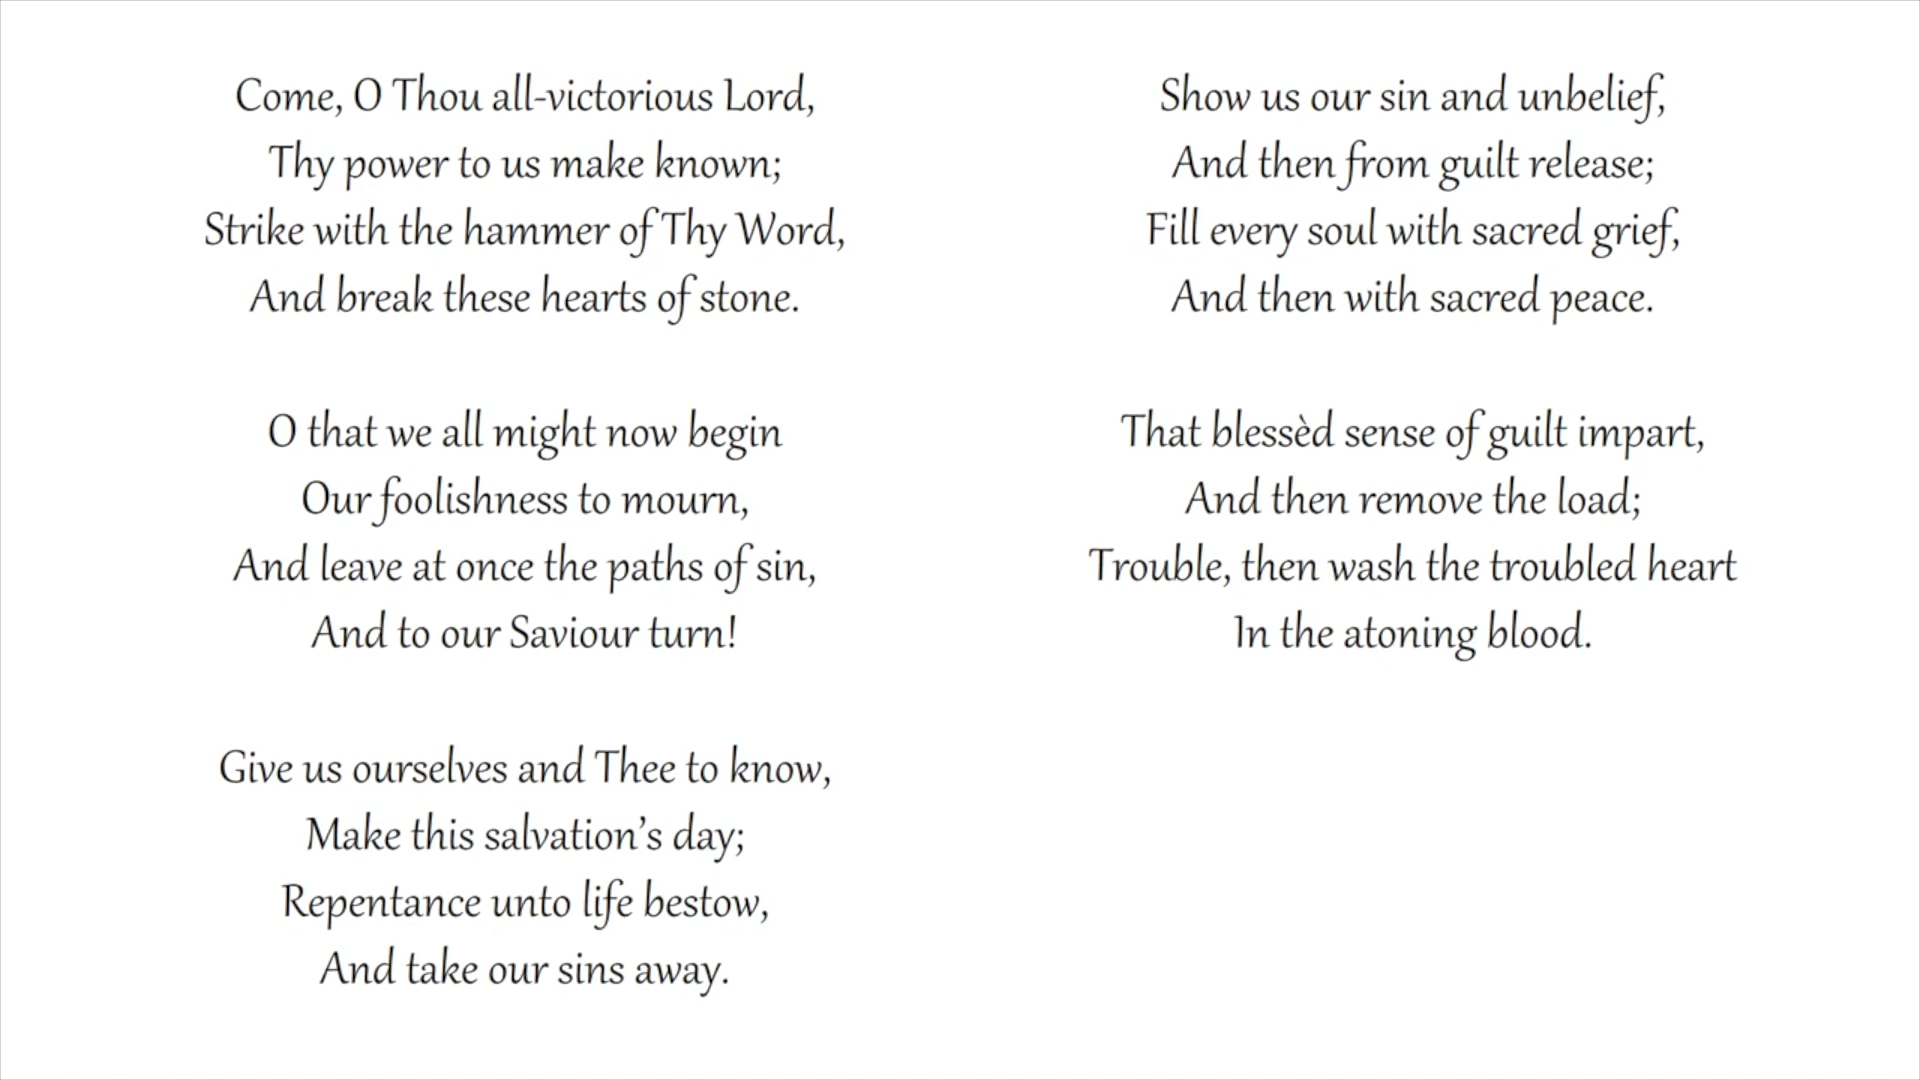 Come, O Thou all-victorious Lord,
Thy power to us make known;
Strike with the hammer of Thy Word,
And break these hearts of stone.
O that we all might now begin
Our foolishness to mourn,
And leave at once the paths of sin,
And to our Saviour turn!
Give us ourselves and Thee to know,
Make this salvation’s day;
Repentance unto life bestow,
And take our sins away.
Show us our sin and unbelief,
And then from guilt release;
Fill every soul with sacred grief,
And then with sacred peace.
That blessèd sense of guilt impart,
And then remove the load;
Trouble, then wash the troubled heart
In the atoning blood.